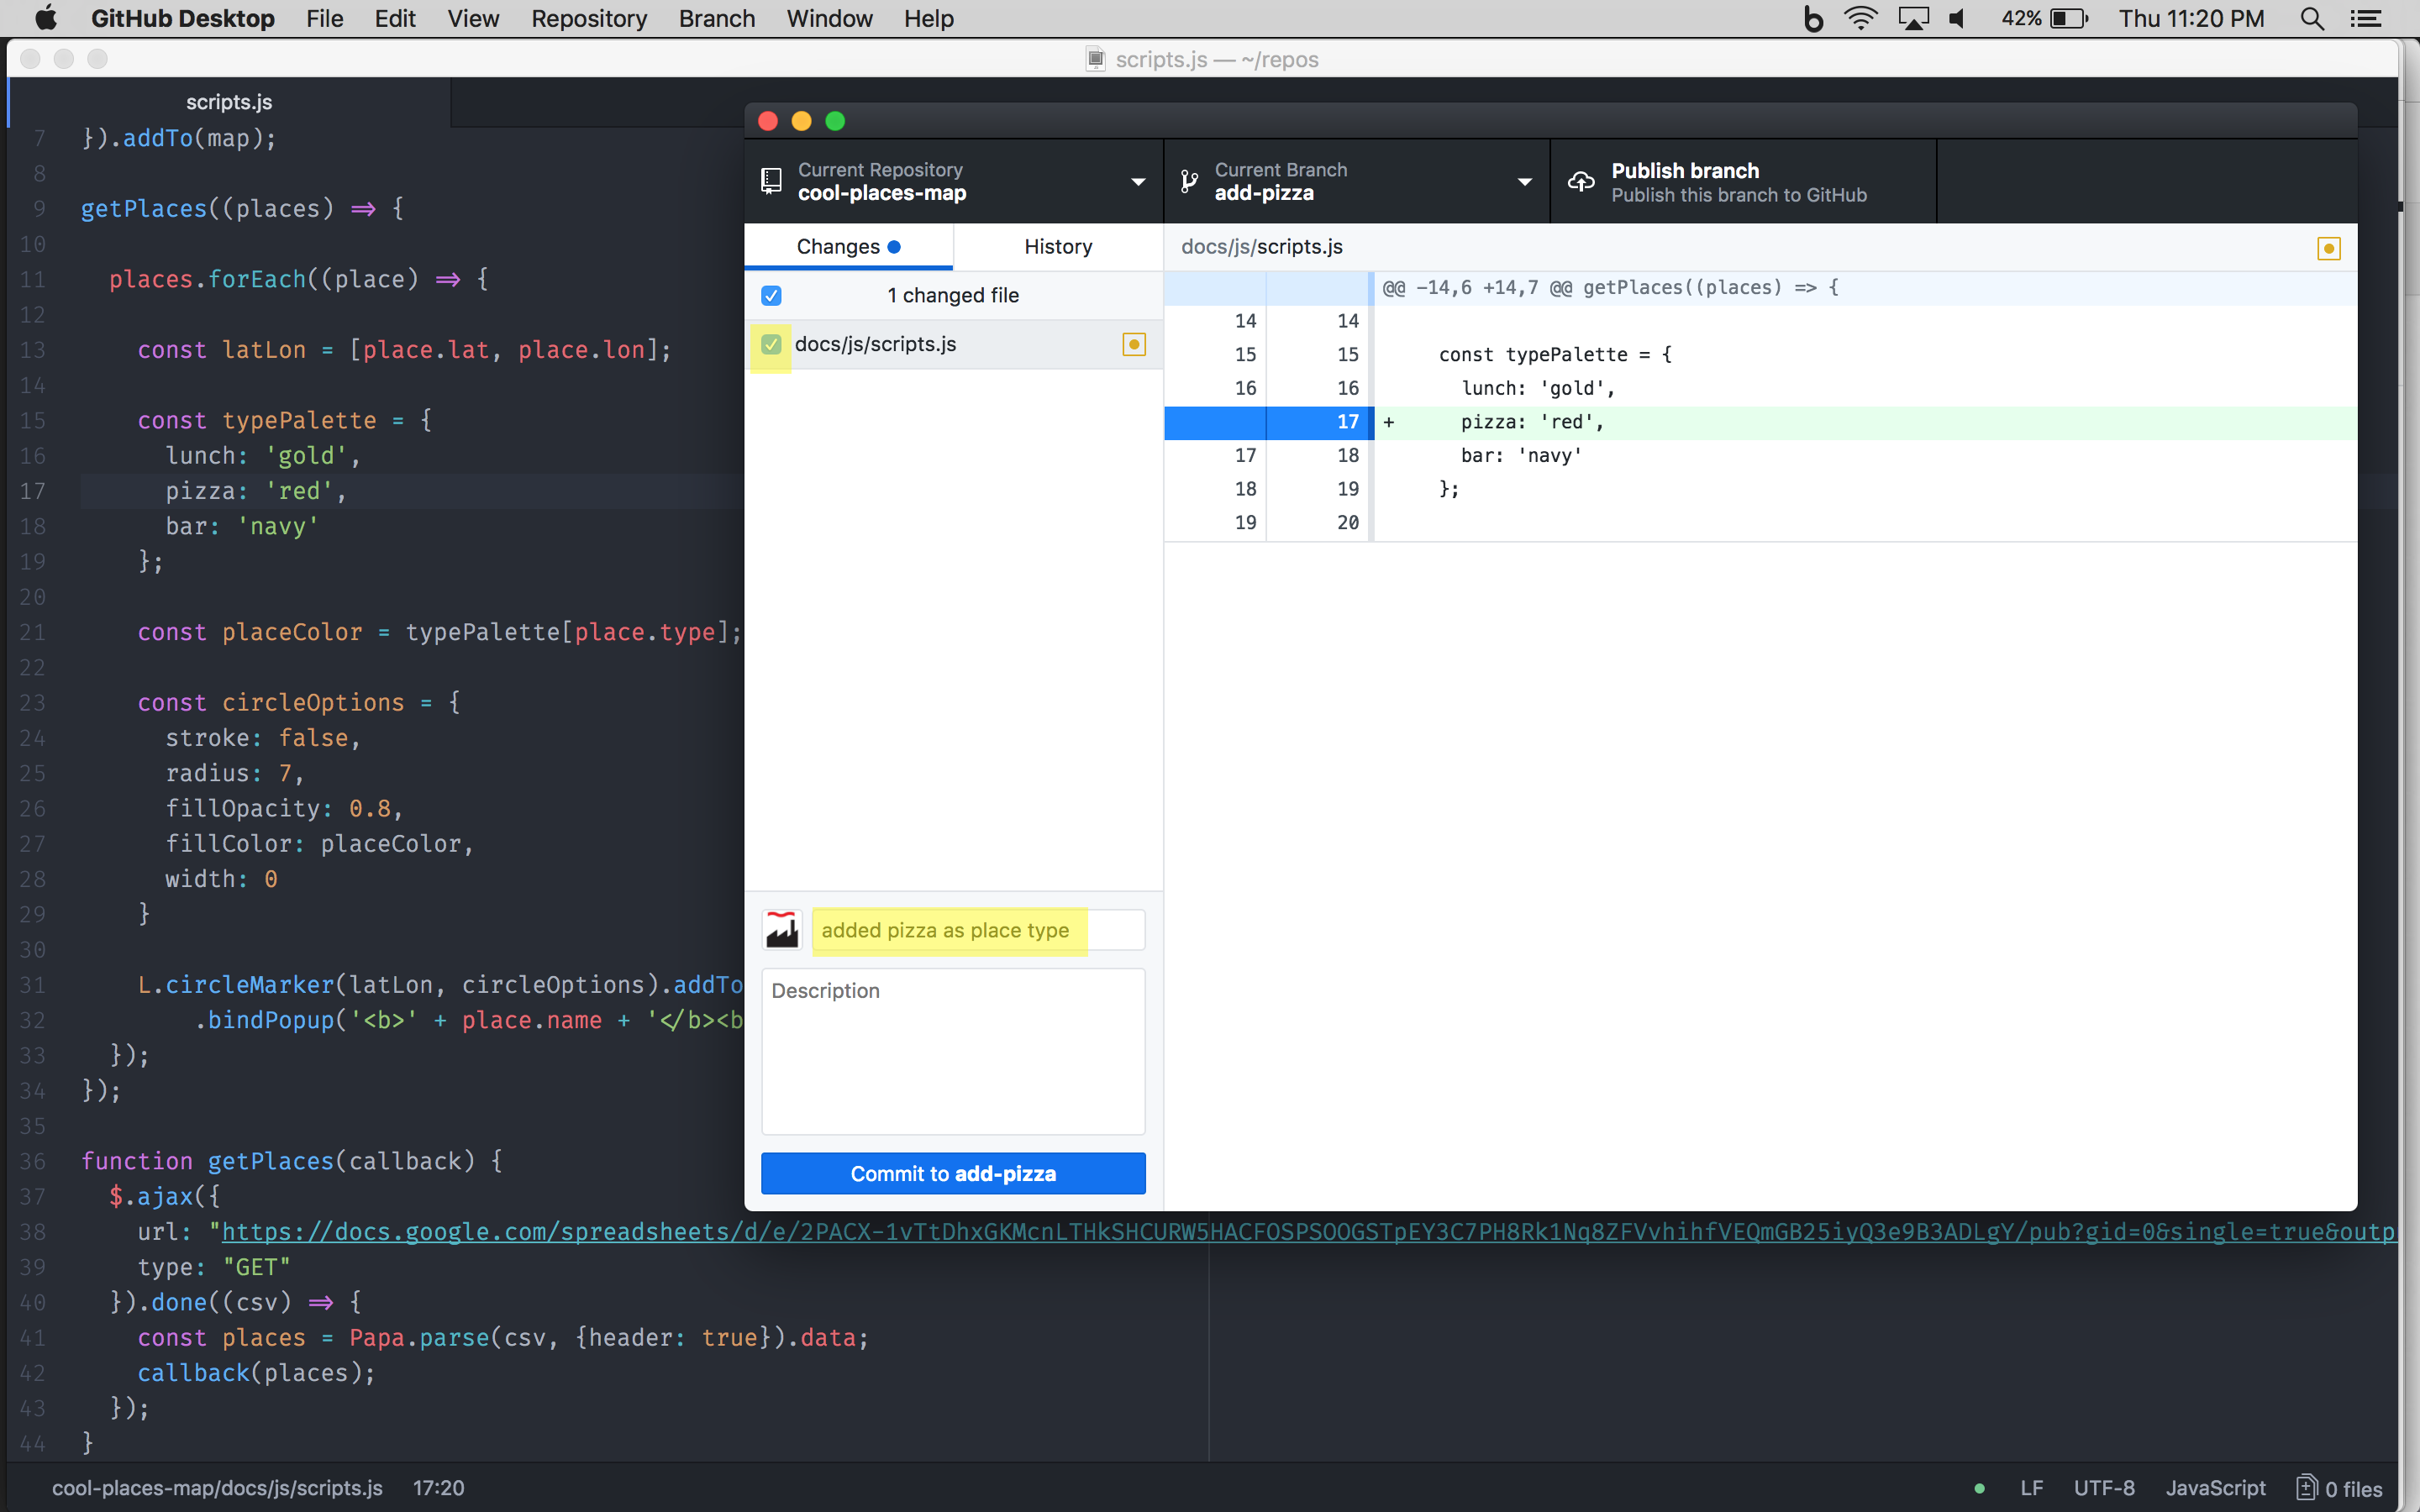 GitHub Desktop File Edit View Repository Branch Window Help 42% Thu 11:20 PM
scripts.js — ~/repos
scripts.js
7 }).addTo(map);
8
9 getPlaces((places) => {
10
11 places.forEach((place) => {
12
13 const latLon = [place.lat, place.lon];
14
15 const typePalette = {
16 lunch: 'gold',
17 pizza: 'red',
18 bar: 'navy'
19 };
20
21 const placeColor = typePalette[place.type];
22
23 const circleOptions = {
24 stroke: false,
25 radius: 7,
26 fillOpacity: 0.8,
27 fillColor: placeColor,
28 width: 0
29 }
30
31 L.circleMarker(latLon, circleOptions).addTo
32 .bindPopup('<b>' + place.name + '</b><b
33 });
34 });
35
36 function getPlaces(callback) {
37 $.ajax({
38 url: "https://docs.google.com/spreadsheets/d/e/2PACX-1vTtDhxGKMcnLTHkSHCURW5HACFOSPSOOGSTpEY3C7PH8Rk1Nq8ZFVvhihfVEQmGB25iyQ3e9B3ADLgY/pub?gid=0&single=true&outp
39 type: "GET"
40 }).done((csv) => {
41 const places = Papa.parse(csv, {header: true}).data;
42 callback(places);
43 });
44 }
Current Repository
cool-places-map
Current Branch
add-pizza
Publish branch
Publish this branch to GitHub
Changes History
1 changed file
docs/js/scripts.js
docs/js/scripts.js
@@ -14,6 +14,7 @@ getPlaces((places) => {
14 14
15 15 const typePalette = {
16 16 lunch: 'gold',
17 + pizza: 'red',
17 18 bar: 'navy'
18 19 };
19 20
added pizza as place type
Description
Commit to add-pizza
cool-places-map/docs/js/scripts.js 17:20 LF UTF-8 JavaScript 0 files